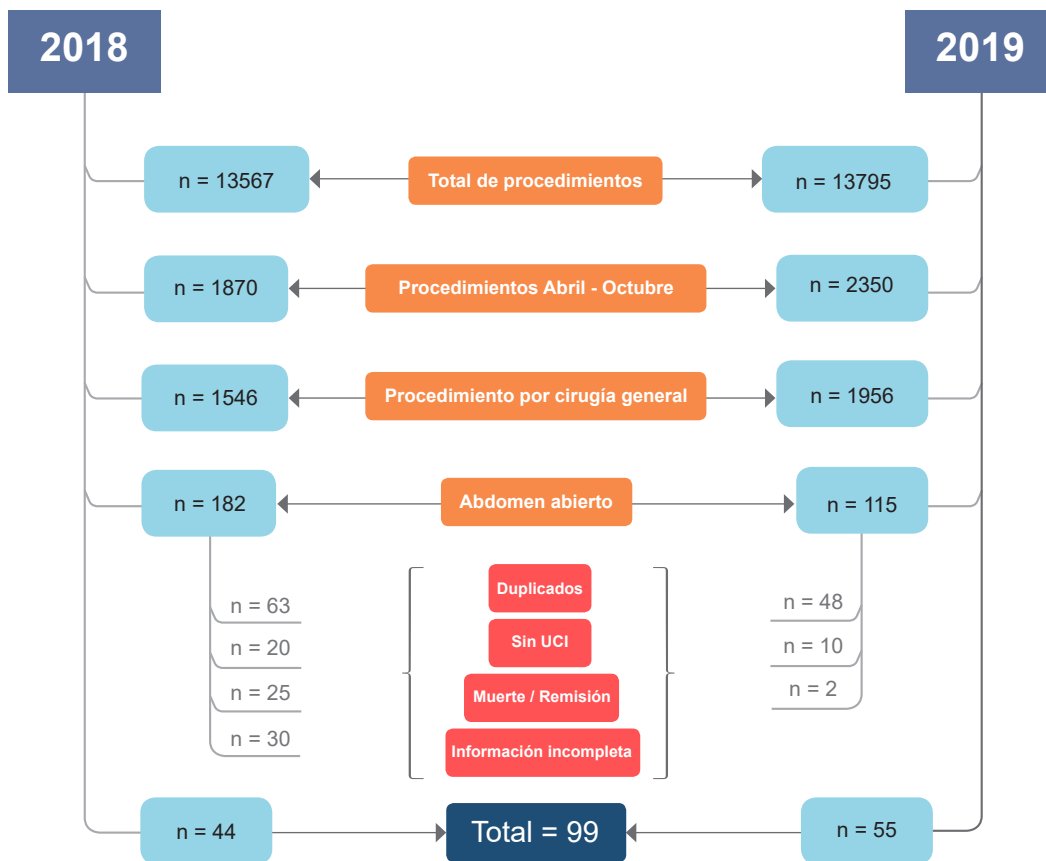 2018
2019
n = 13567
Total de procedimientos
n = 13795
n = 1870
Procedimientos Abril - Octubre
n = 2350
n = 1546
Procedimiento por cirugía general
n = 1956
n = 182
Abdomen abierto
n = 115
n = 63
Duplicados
n = 48
n = 20
Sin UCI
n = 10
n = 25
Muerte / Remisión
n = 2
n = 30
Información incompleta
n = 44
Total = 99
n = 55